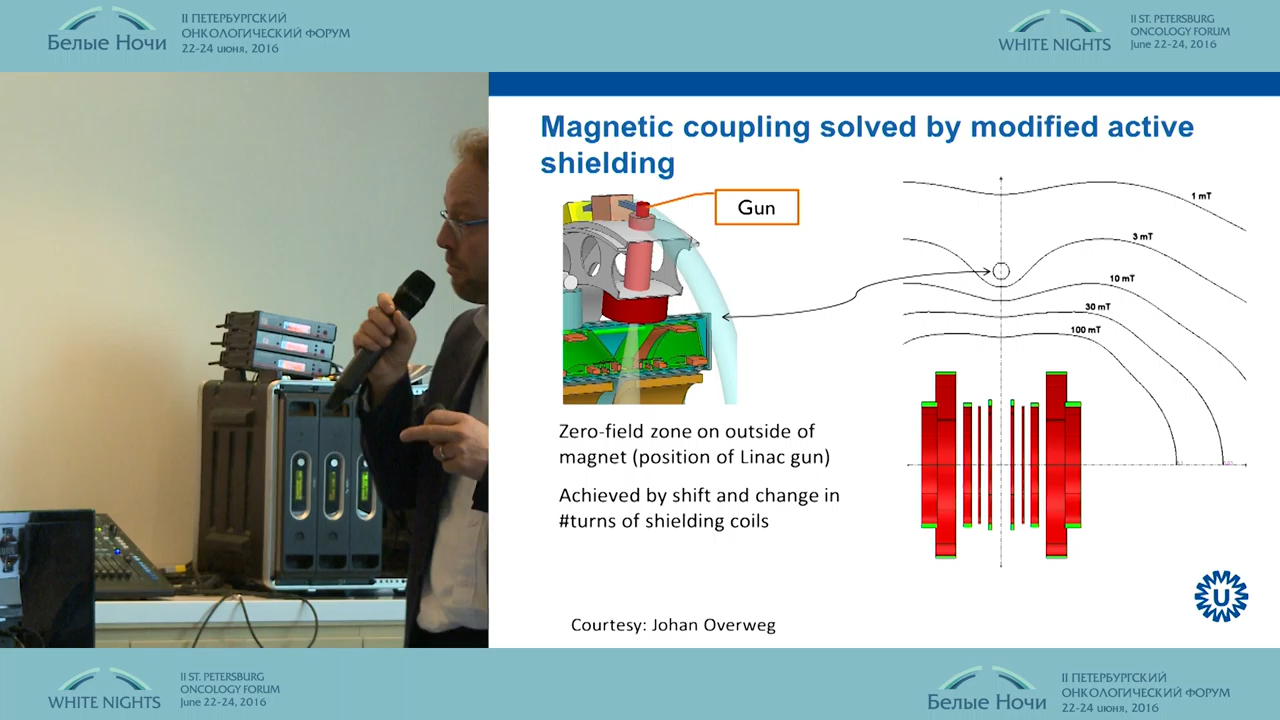 Белые Ночи
II ПЕТЕРБУРГСКИЙ
ОНКОЛОГИЧЕСКИЙ ФОРУМ
22-24 июня, 2016
WHITE NIGHTS
II ST. PETERSBURG
ONCOLOGY FORUM
June 22-24, 2016
Magnetic coupling solved by modified active
shielding
Gun
1 mT
3 mT
10 mT
30 mT
100 mT
Zero-field zone on outside of
magnet (position of Linac gun)
Achieved by shift and change in
#turns of shielding coils
U
Courtesy: Johan Overweg
WHITE NIGHTS
II ST. PETERSBURG
ONCOLOGY FORUM
June 22-24, 2016
Белые Ночи
II ПЕТЕРБУРГСКИЙ
ОНКОЛОГИЧЕСКИЙ ФОРУМ
22-24 июня, 2016